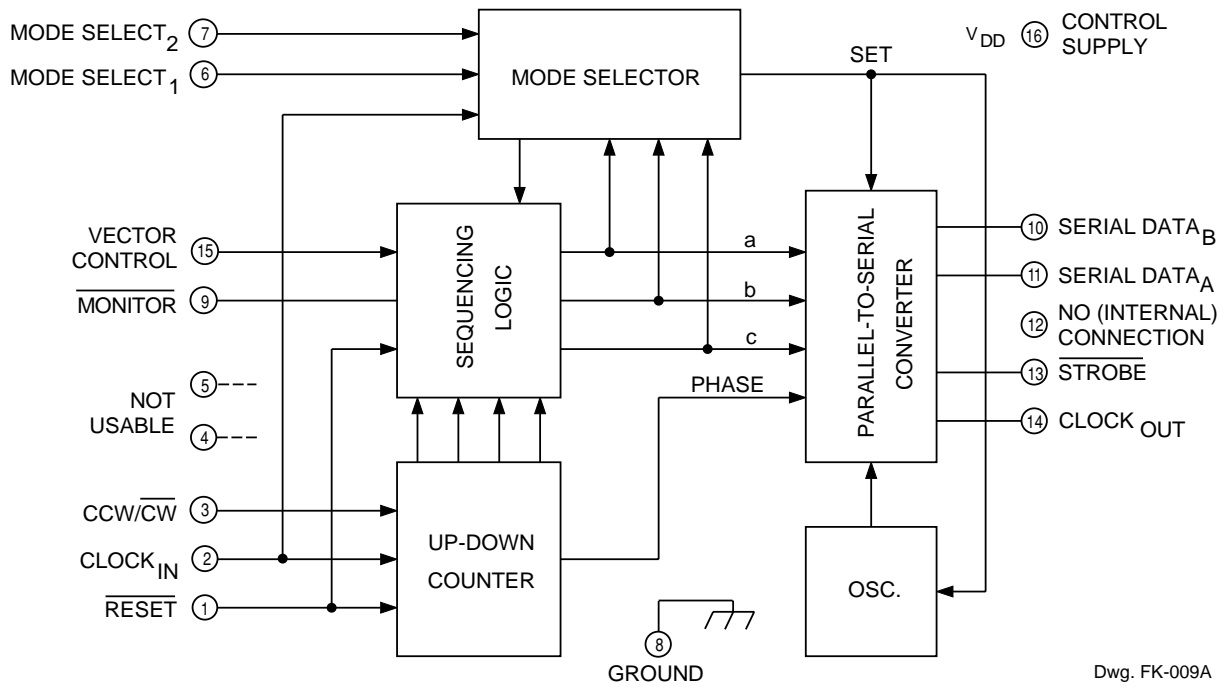 MODE SELECT2 7
MODE SELECT1 6
MODE SELECTOR
SET
VDD 16 CONTROL
SUPPLY
VECTOR
CONTROL 15
MONITOR 9
5
NOT
USABLE
4
CCW/CW 3
CLOCKIN 2
RESET 1
SEQUENCING
LOGIC
a
b
c
PHASE
UP-DOWN
COUNTER
8
GROUND
PARALLEL-TO-SERIAL
CONVERTER
OSC.
10 SERIAL DATAB
11 SERIAL DATAA
12 NO (INTERNAL)
CONNECTION
13 STROBE
14 CLOCK OUT
Dwg. FK-009A